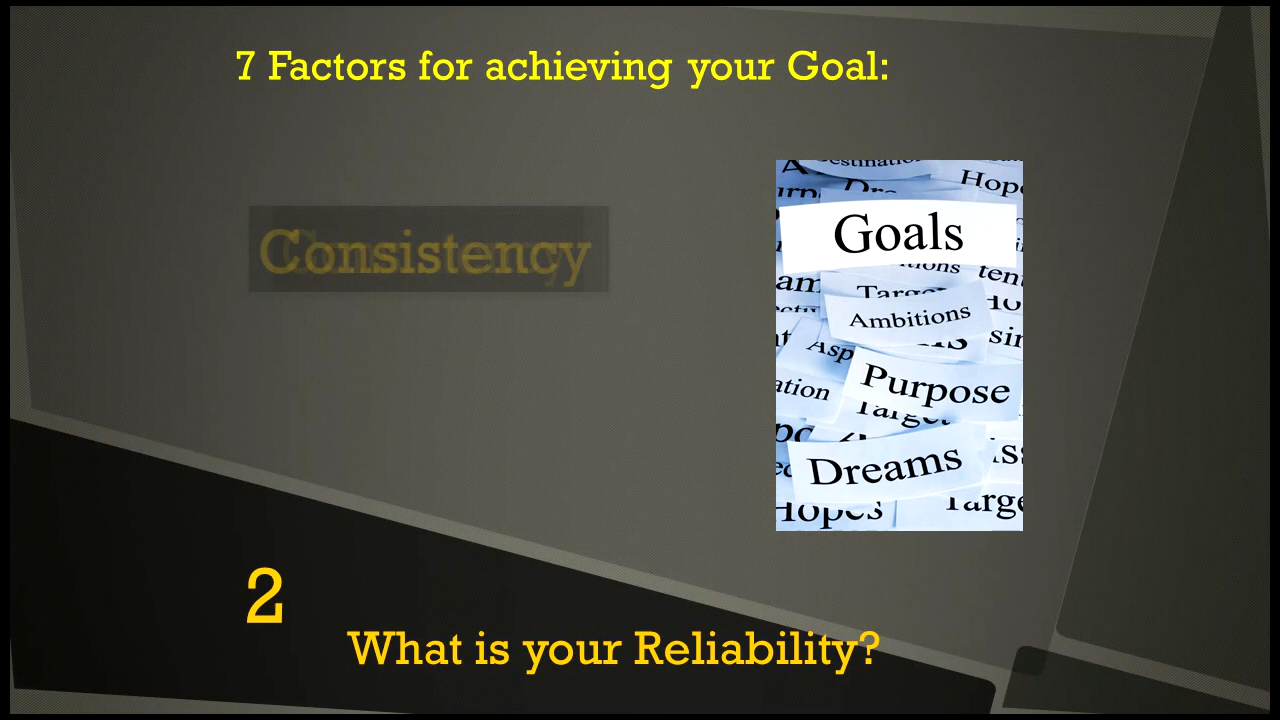 7 Factors for achieving your Goal:
Consistency
Hope
Goals
Ambitions
Purpose
Dreams
Hopes
2
What is your Reliability?